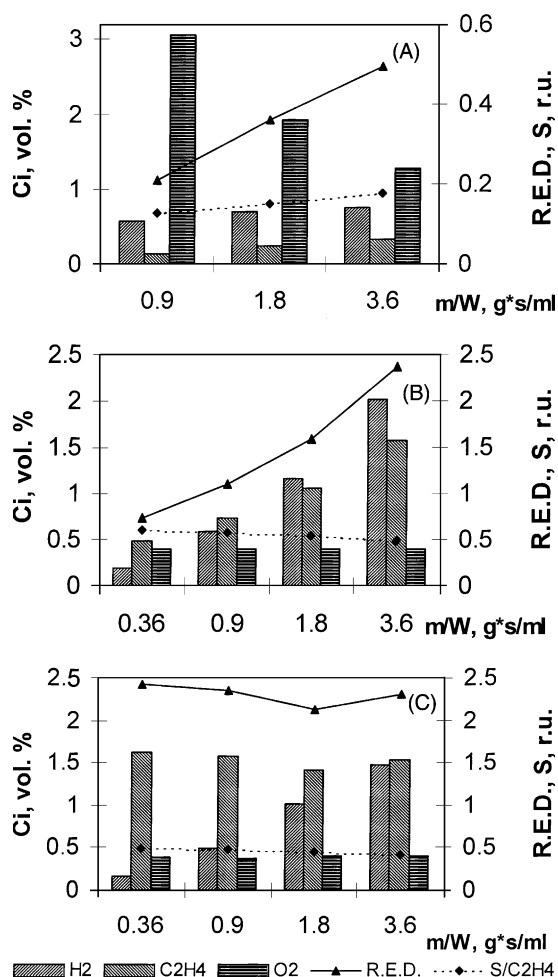 Ci, vol. %
3
2
1
0
(A)
0.6
0.4
0.2
0
R.E.D., S, r.u.
0.9 1.8 3.6 m/W, g*s/ml
Ci, vol. %
2.5
2
1.5
1
0.5
0
(B)
2.5
2
1.5
1
0.5
0
R.E.D., S, r.u.
0.36 0.9 1.8 3.6 m/W, g*s/ml
Ci, vol. %
2.5
2
1.5
1
0.5
0
(C)
2.5
2
1.5
1
0.5
0
R.E.D., S, r.u.
0.36 0.9 1.8 3.6
m/W, g*s/ml
H2 C2H4 O2 R.E.D. S/C2H4